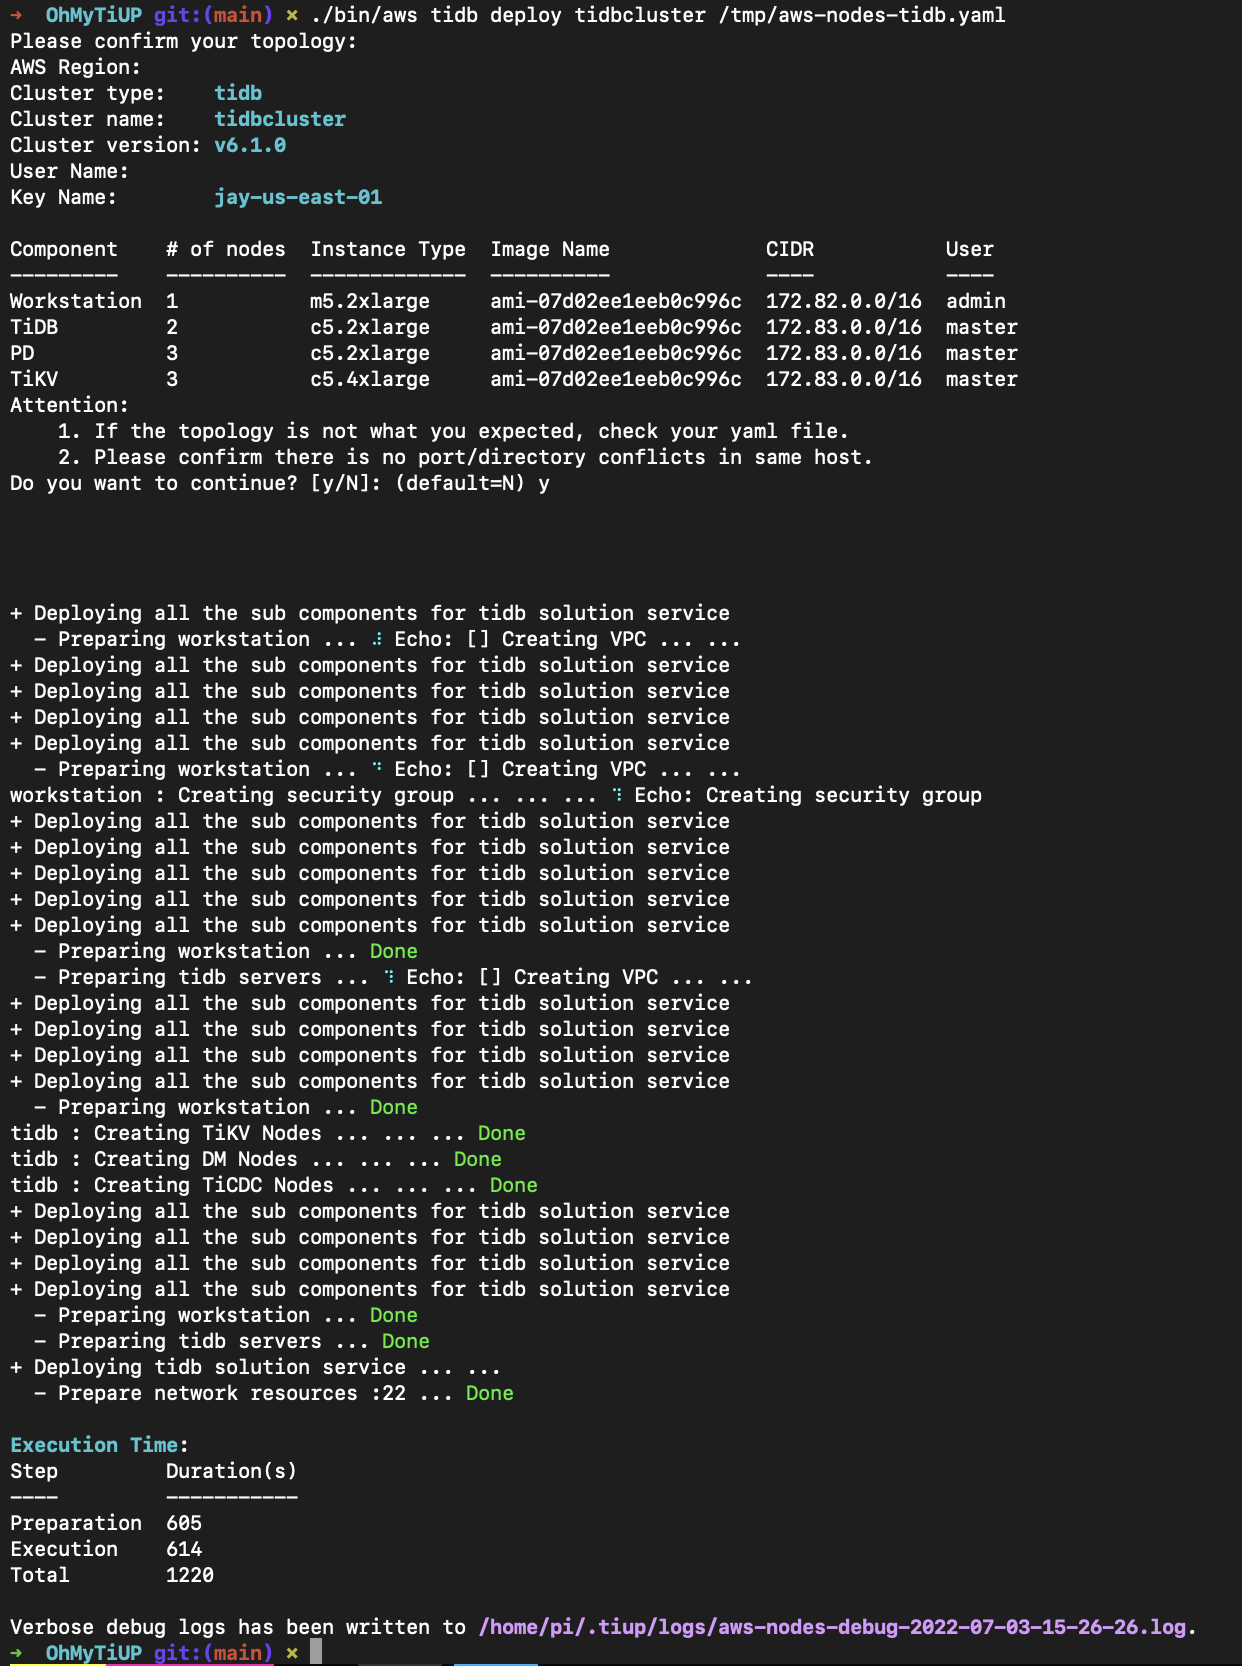 ➜  OhMyTiUP git:(main) ✗ ./bin/aws tidb deploy tidbcluster /tmp/aws-nodes-tidb.yaml
Please confirm your topology:
AWS Region:
Cluster type:    tidb
Cluster name:    tidbcluster
Cluster version: v6.1.0
User Name:
Key Name:        jay-us-east-01
Component    # of nodes  Instance Type  Image Name             CIDR           User
---------    ----------  -------------  ----------             ----           ----
Workstation  1           m5.2xlarge     ami-07d02ee1eeb0c996c  172.82.0.0/16  admin
TiDB         2           c5.2xlarge     ami-07d02ee1eeb0c996c  172.83.0.0/16  master
PD           3           c5.2xlarge     ami-07d02ee1eeb0c996c  172.83.0.0/16  master
TiKV         3           c5.4xlarge     ami-07d02ee1eeb0c996c  172.83.0.0/16  master
Attention:
    1. If the topology is not what you expected, check your yaml file.
    2. Please confirm there is no port/directory conflicts in same host.
Do you want to continue? [y/N]: (default=N) y
+ Deploying all the sub components for tidb solution service
  - Preparing workstation ... ⠼ Echo: [] Creating VPC ... ...
+ Deploying all the sub components for tidb solution service
+ Deploying all the sub components for tidb solution service
+ Deploying all the sub components for tidb solution service
+ Deploying all the sub components for tidb solution service
  - Preparing workstation ... ⠙ Echo: [] Creating VPC ... ...
workstation : Creating security group ... ... ... ⠹ Echo: Creating security group
+ Deploying all the sub components for tidb solution service
+ Deploying all the sub components for tidb solution service
+ Deploying all the sub components for tidb solution service
+ Deploying all the sub components for tidb solution service
+ Deploying all the sub components for tidb solution service
  - Preparing workstation ... Done
  - Preparing tidb servers ... ⠹ Echo: [] Creating VPC ... ...
+ Deploying all the sub components for tidb solution service
+ Deploying all the sub components for tidb solution service
+ Deploying all the sub components for tidb solution service
+ Deploying all the sub components for tidb solution service
  - Preparing workstation ... Done
tidb : Creating TiKV Nodes ... ... ... Done
tidb : Creating DM Nodes ... ... ... Done
tidb : Creating TiCDC Nodes ... ... ... Done
+ Deploying all the sub components for tidb solution service
+ Deploying all the sub components for tidb solution service
+ Deploying all the sub components for tidb solution service
+ Deploying all the sub components for tidb solution service
  - Preparing workstation ... Done
  - Preparing tidb servers ... Done
+ Deploying tidb solution service ... ...
  - Prepare network resources :22 ... Done
Execution Time:
Step         Duration(s)
----         -----------
Preparation  605
Execution    614
Total        1220
Verbose debug logs has been written to /home/pi/.tiup/logs/aws-nodes-debug-2022-07-03-15-26-26.log.
➜  OhMyTiUP git:(main) ✗